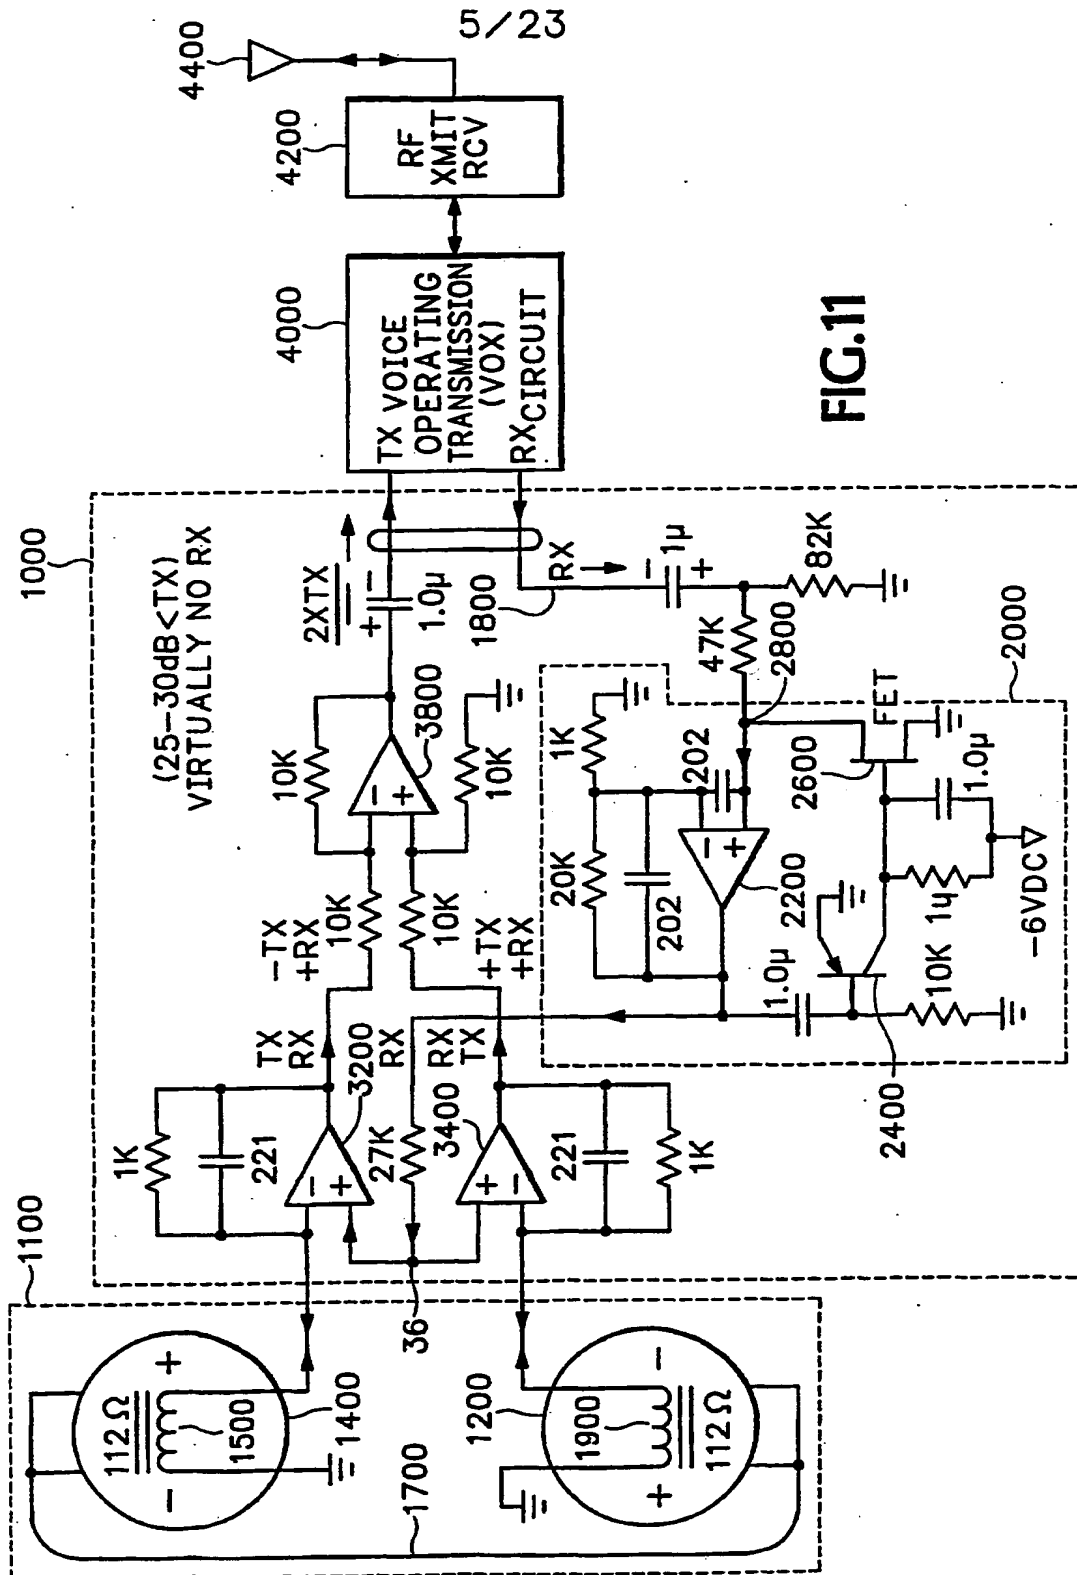 5/23
4400
4200
RF
XMIT
RCV
4000
TX VOICE
OPERATING
TRANSMISSION
(VOX)
RX CIRCUIT
FIG.11
1000
(25-30dB<TX)
VIRTUALLY NO RX
2XTX
+ -
1.0µ
1800
RX
- 1µ
+
82K
47K
2800
2000
10K
3800
- +
10K
10K
10K
-TX
+RX
+TX
+RX
1K
20K
202
202
- +
2200
FET
2600
1.0µ
1µ
-6VDC
1.0µ
10K
2400
TX
RX
3200
RX
27K
RX
TX
3400
1K
221
- +
+ -
221
1K
36
1100
112Ω
- +
1500
1400
1700
1200
1900
112Ω
+ -